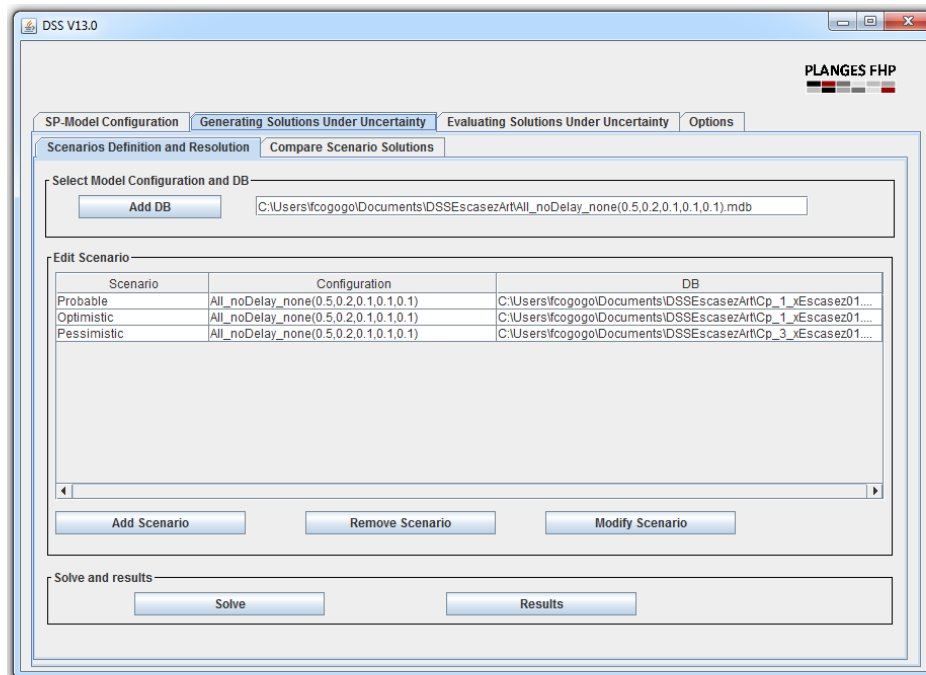 DSS V13.0
PLANGES FHP
SP-Model Configuration Generating Solutions Under Uncertainty Evaluating Solutions Under Uncertainty Options
Scenarios Definition and Resolution Compare Scenario Solutions
Select Model Configuration and DB
Add DB C:\Users\fcogogo\Documents\DSSEscasezArt\All_noDelay_none(0.5,0.2,0.1,0.1,0.1).mdb
Edit Scenario
Scenario Configuration DB
Probable All_noDelay_none(0.5,0.2,0.1,0.1,0.1) C:\Users\fcogogo\Documents\DSSEscasezArt\Cp_1_xEscasez01....
Optimistic All_noDelay_none(0.5,0.2,0.1,0.1,0.1) C:\Users\fcogogo\Documents\DSSEscasezArt\Cp_1_xEscasez01....
Pessimistic All_noDelay_none(0.5,0.2,0.1,0.1,0.1) C:\Users\fcogogo\Documents\DSSEscasezArt\Cp_3_xEscasez01....
Add Scenario Remove Scenario Modify Scenario
Solve and results
Solve Results